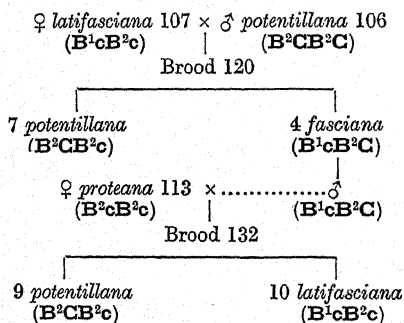 ♀ latifasciana 107 × ♂ potentillana 106
(B¹cB²c) (B²CB²C)
Brood 120
7 potentillana 4 fasciana
(B²CB²c) (B¹cB²C)
♀ proteana 113 × ..............♂
(B²cB²c) (B¹cB²C)
Brood 132
9 potentillana 10 latifasciana
(B²CB²c) (B¹cB²c)